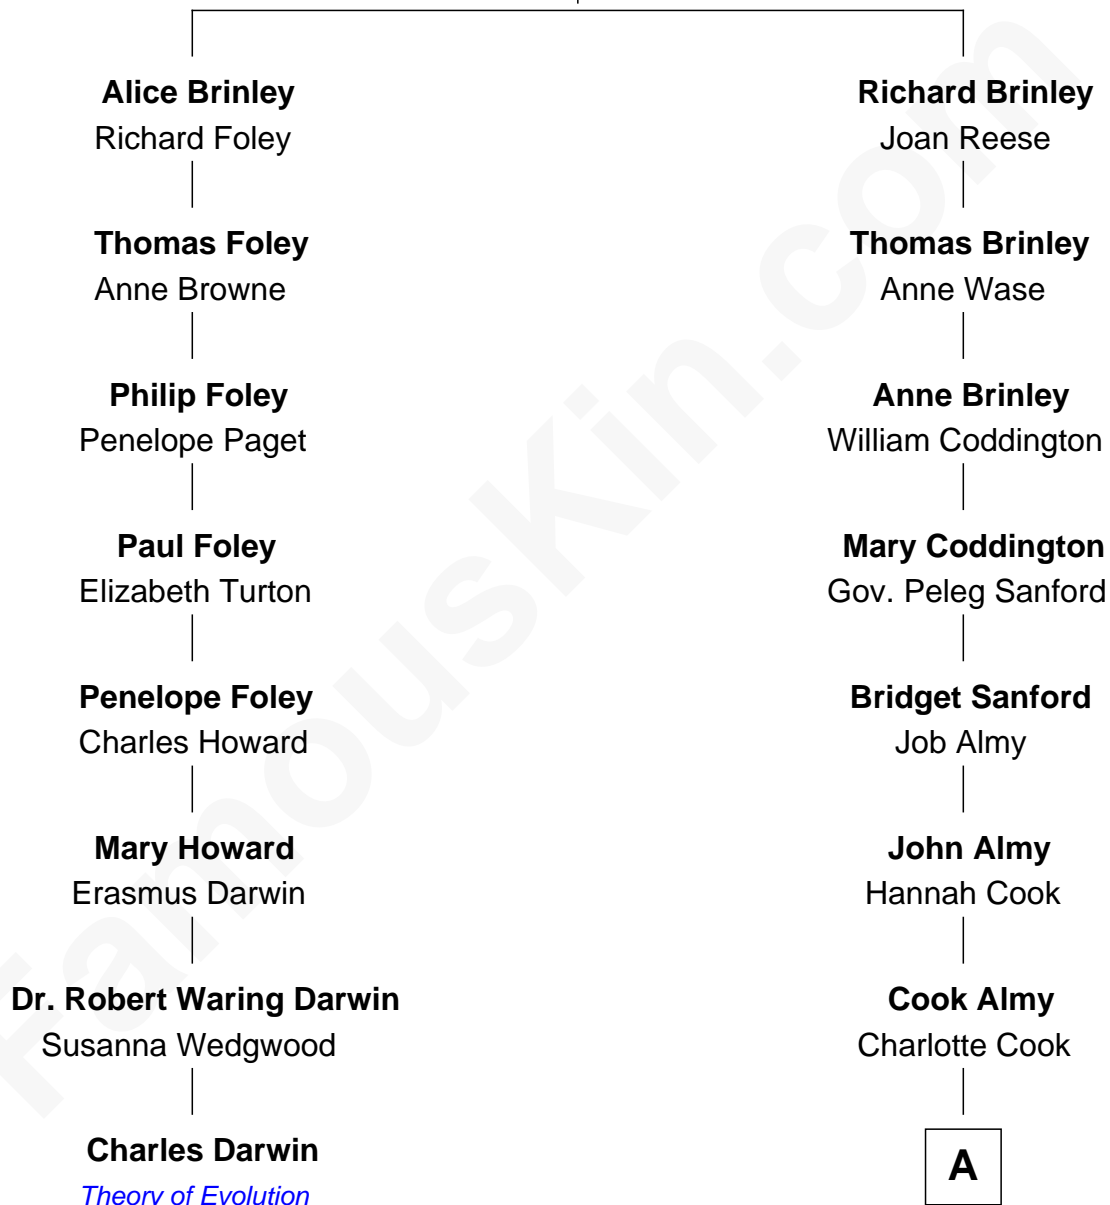 Alice Brinley
Richard Foley
Thomas Foley
Anne Browne
Philip Foley
Penelope Paget
Paul Foley
Elizabeth Turton
Penelope Foley
Charles Howard
Mary Howard
Erasmus Darwin
Dr. Robert Waring Darwin
Susanna Wedgwood
Charles Darwin
Theory of Evolution
Richard Brinley
Joan Reese
Thomas Brinley
Anne Wase
Anne Brinley
William Coddington
Mary Coddington
Gov. Peleg Sanford
Bridget Sanford
Job Almy
John Almy
Hannah Cook
Cook Almy
Charlotte Cook
A
FamousKin.com